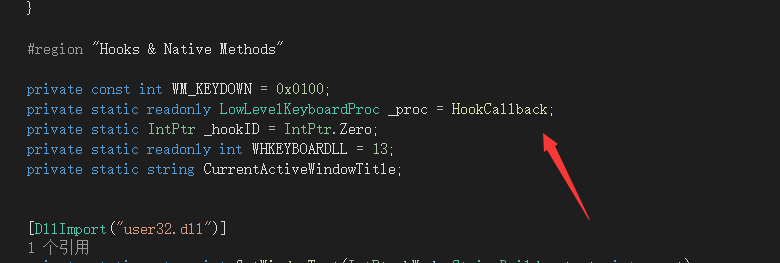 }
#region "Hooks & Native Methods"
private const int WM_KEYDOWN = 0x0100;
private static readonly LowLevelKeyboardProc _proc = HookCallback;
private static IntPtr _hookID = IntPtr.Zero;
private static readonly int WHKEYBOARDLL = 13;
private static string CurrentActiveWindowTitle;
[DllImport("user32.dll")]
1 个引用